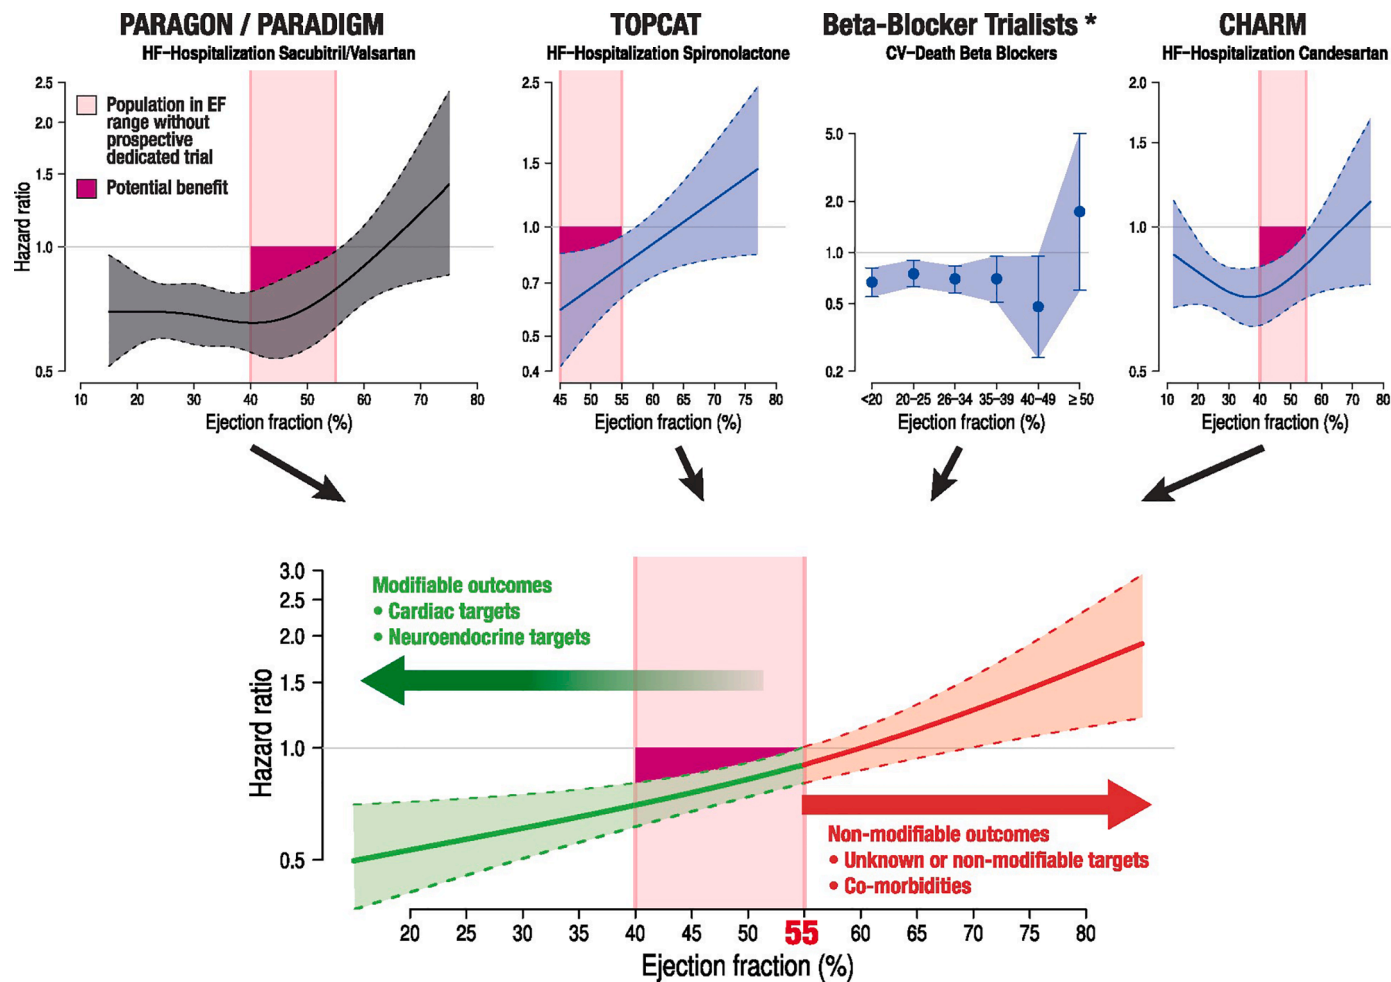 PARAGON / PARADIGM
HF-Hospitalization Sacubitril/Valsartan
2.5
2.0
1.5
1.0
0.5
Hazard ratio
Population in EF
range without
prospective
dedicated trial
Potential benefit
10 20 30 40 50 60 70 80
Ejection fraction (%)
TOPCAT
HF-Hospitalization Spironolactone
2.5
1.5
1.0
0.7
0.5
0.4
45 50 55 60 65 70 75 80
Ejection fraction (%)
Beta-Blocker Trialists *
CV-Death Beta Blockers
5.0
2.0
1.0
0.5
0.2
<20 20-25 26-34 35-39 40-49 ≥50
Ejection fraction (%)
CHARM
HF-Hospitalization Candesartan
2.0
1.5
1.0
0.5
10 20 30 40 50 60 70 80
Ejection fraction (%)
3.0
2.5
2.0
1.5
1.0
0.5
Hazard ratio
Modifiable outcomes
• Cardiac targets
• Neuroendocrine targets
Non-modifiable outcomes
• Unknown or non-modifiable targets
• Co-morbidities
20 25 30 35 40 45 50 55 60 65 70 75 80
Ejection fraction (%)